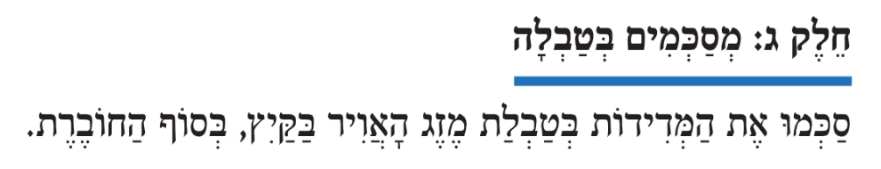 חֵלֶק ג: מְסַכְּמִים בְּטַבְלָה
סַכְּמוּ אֶת הַמְּדִידוֹת בְּטַבְלַת מֶזֶג הָאֲוִיר בַּקַּיִץ, בְּסוֹף הַחוֹבֶרֶת.